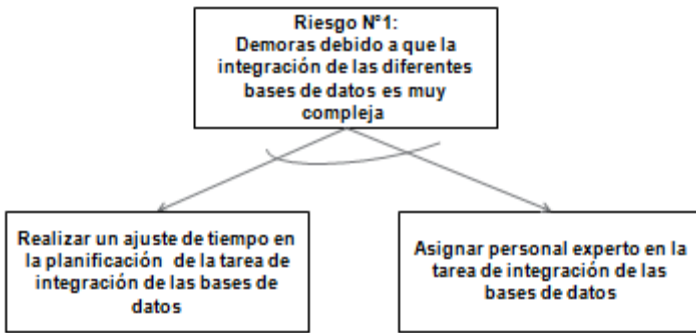 Riesgo N°1:
Demoras debido a que la
integración de las diferentes
bases de datos es muy
compleja
Realizar un ajuste de tiempo en
la planificación de la tarea de
integración de las bases de
datos
Asignar personal experto en la
tarea de integración de las
bases de datos